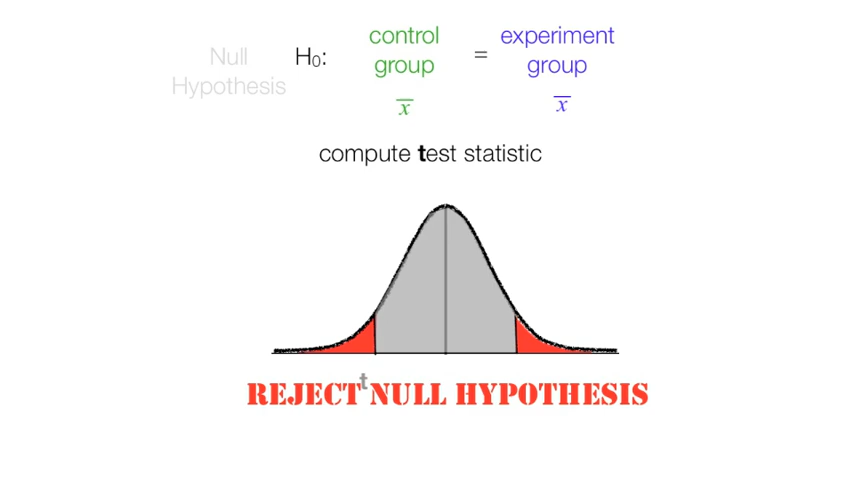 Null
Hypothesis
H₀:
control
group
x̅
=
experiment
group
x̅
compute test statistic
t
REJECT NULL HYPOTHESIS